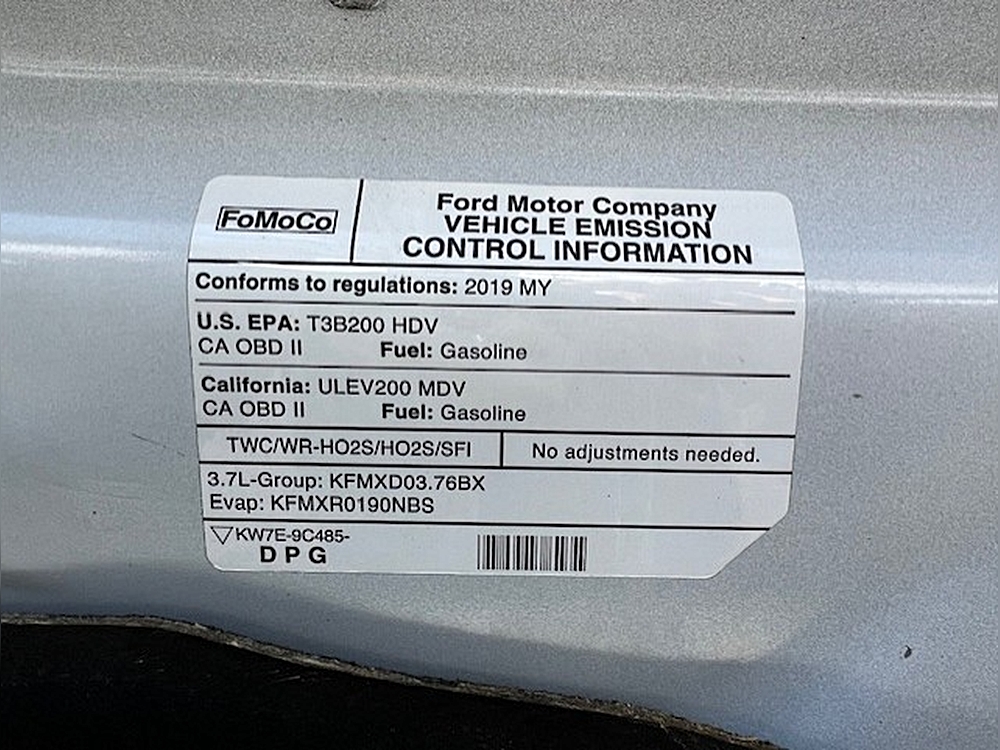 FoMoCo
Ford Motor Company
VEHICLE EMISSION
CONTROL INFORMATION
Conforms to regulations: 2019 MY
U.S. EPA: T3B200 HDV
CA OBD II Fuel: Gasoline
California: ULEV200 MDV
CA OBD II Fuel: Gasoline
TWC/WR-HO2S/HO2S/SFI No adjustments needed.
3.7L-Group: KFMXD03.76BX
Evap: KFMXR0190NBS
KW7E-9C485-
D P G